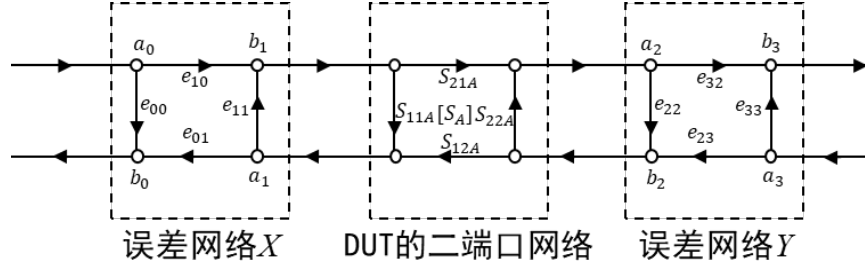 a₀ b₁ a₂ b₃
e₁₀ S₂₁A e₃₂
e₀₀ e₁₁ S₁₁A[S_A]S₂₂A e₂₂ e₃₃
e₀₁ S₁₂A e₂₃
b₀ a₁ b₂ a₃
误差网络X DUT的二端口网络 误差网络Y